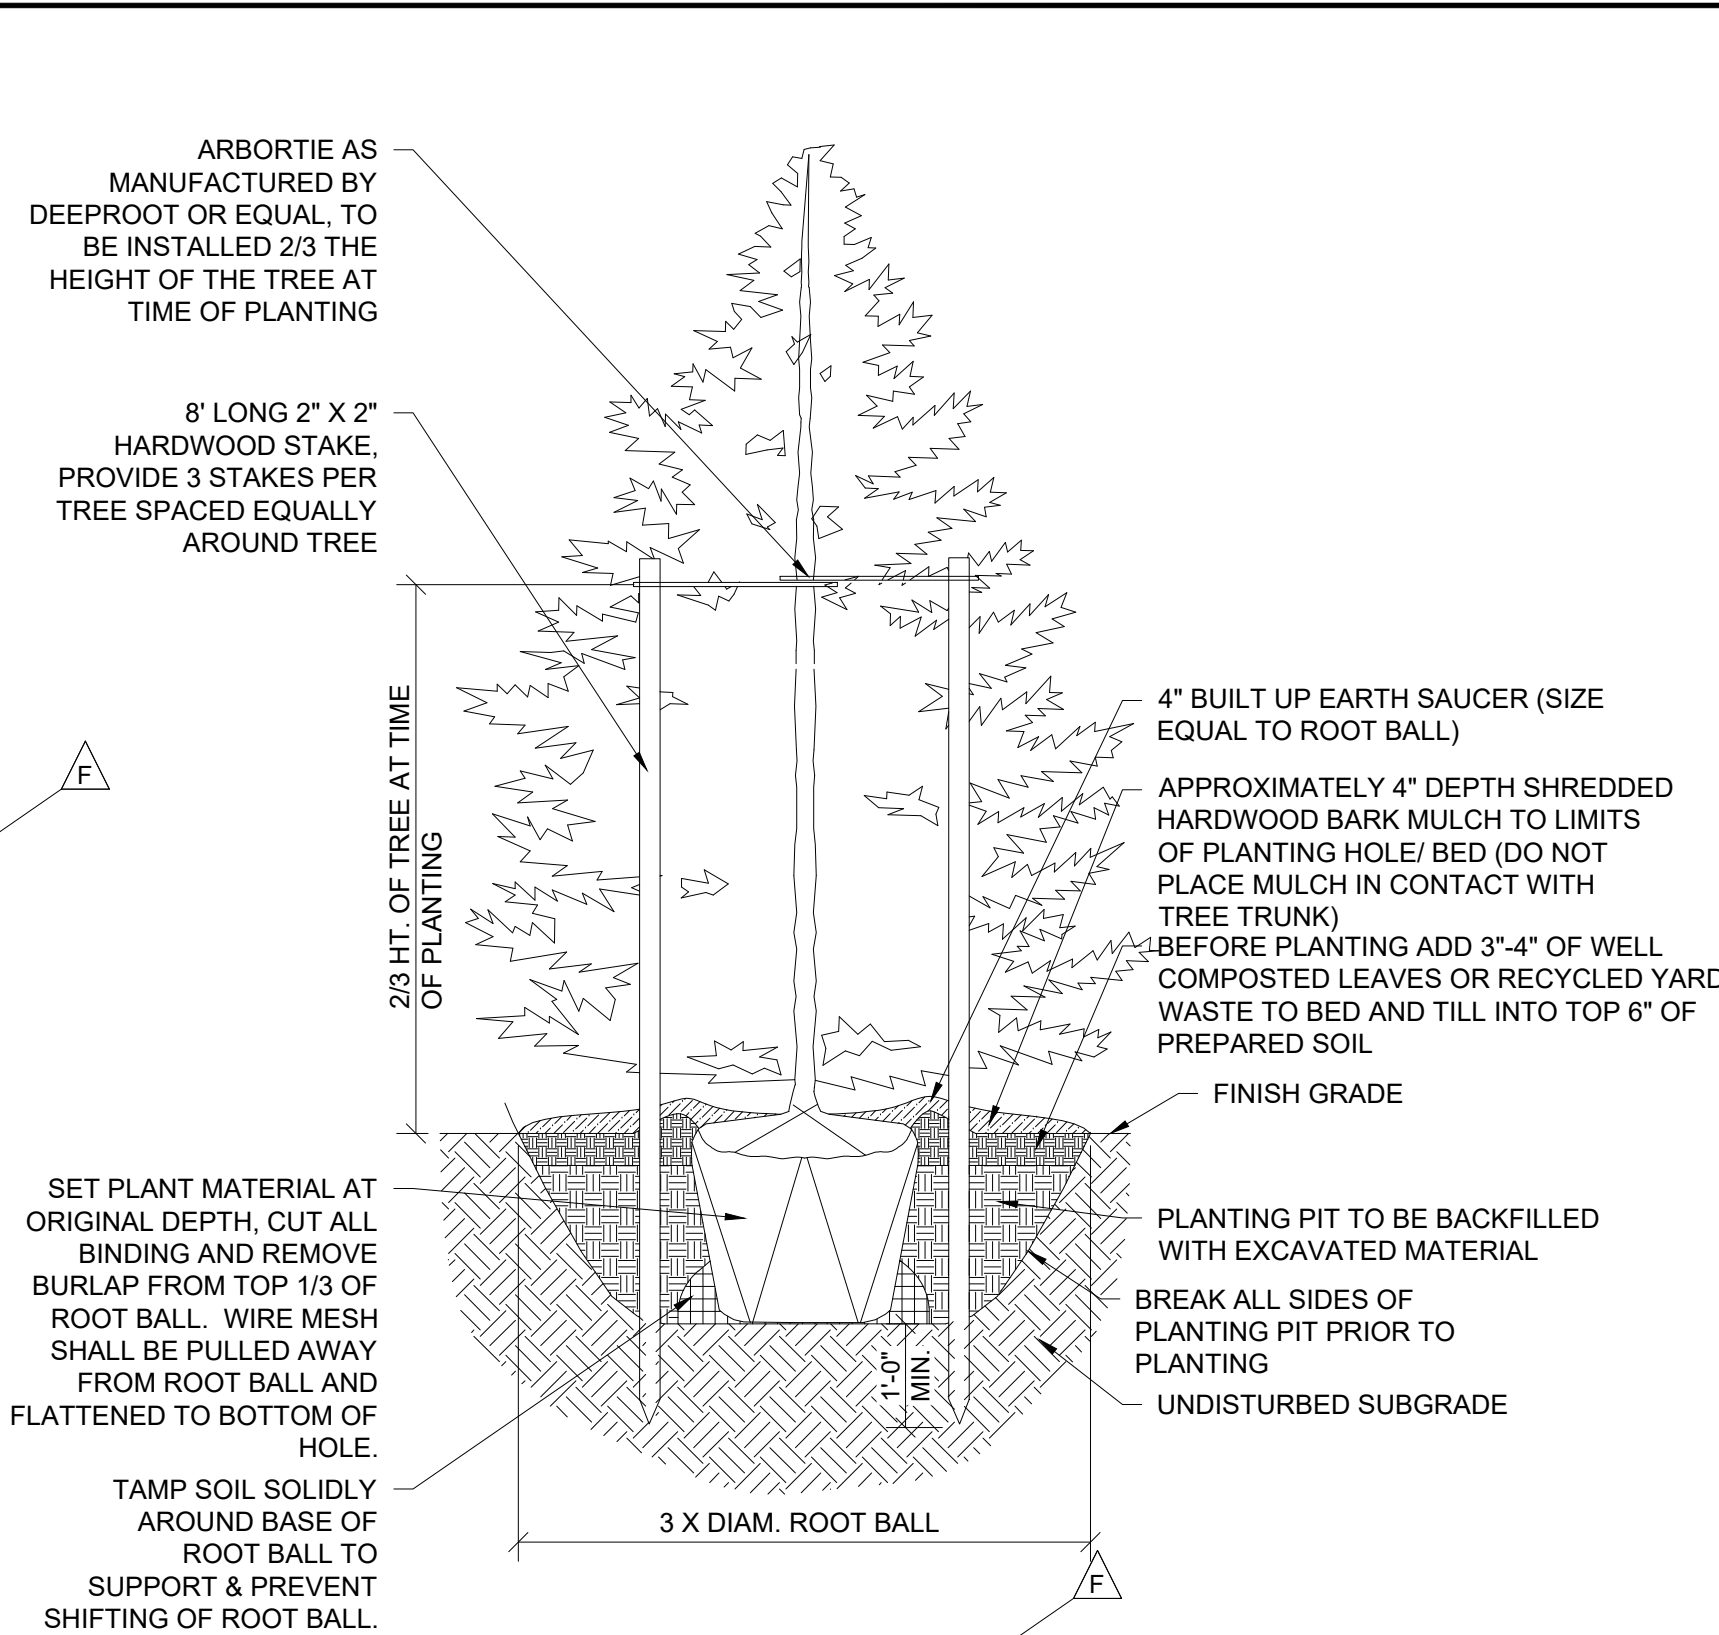 ARBORTIE AS
MANUFACTURED BY
DEEPROOT OR EQUAL, TO
BE INSTALLED 2/3 THE
HEIGHT OF THE TREE AT
TIME OF PLANTING
8' LONG 2" X 2"
HARDWOOD STAKE,
PROVIDE 3 STAKES PER
TREE SPACED EQUALLY
AROUND TREE
2/3 HT. OF TREE AT TIME
OF PLANTING
F
4" BUILT UP EARTH SAUCER (SIZE
EQUAL TO ROOT BALL)
APPROXIMATELY 4" DEPTH SHREDDED
HARDWOOD BARK MULCH TO LIMITS
OF PLANTING HOLE/ BED (DO NOT
PLACE MULCH IN CONTACT WITH
TREE TRUNK)
BEFORE PLANTING ADD 3"-4" OF WELL
COMPOSTED LEAVES OR RECYCLED YARD
WASTE TO BED AND TILL INTO TOP 6" OF
PREPARED SOIL
FINISH GRADE
SET PLANT MATERIAL AT
ORIGINAL DEPTH, CUT ALL
BINDING AND REMOVE
BURLAP FROM TOP 1/3 OF
ROOT BALL.  WIRE MESH
SHALL BE PULLED AWAY
FROM ROOT BALL AND
FLATTENED TO BOTTOM OF
HOLE.
TAMP SOIL SOLIDLY
AROUND BASE OF
ROOT BALL TO
SUPPORT & PREVENT
SHIFTING OF ROOT BALL.
PLANTING PIT TO BE BACKFILLED
WITH EXCAVATED MATERIAL
BREAK ALL SIDES OF
PLANTING PIT PRIOR TO
PLANTING
UNDISTURBED SUBGRADE
1'-0"
MIN.
3 X DIAM. ROOT BALL
F